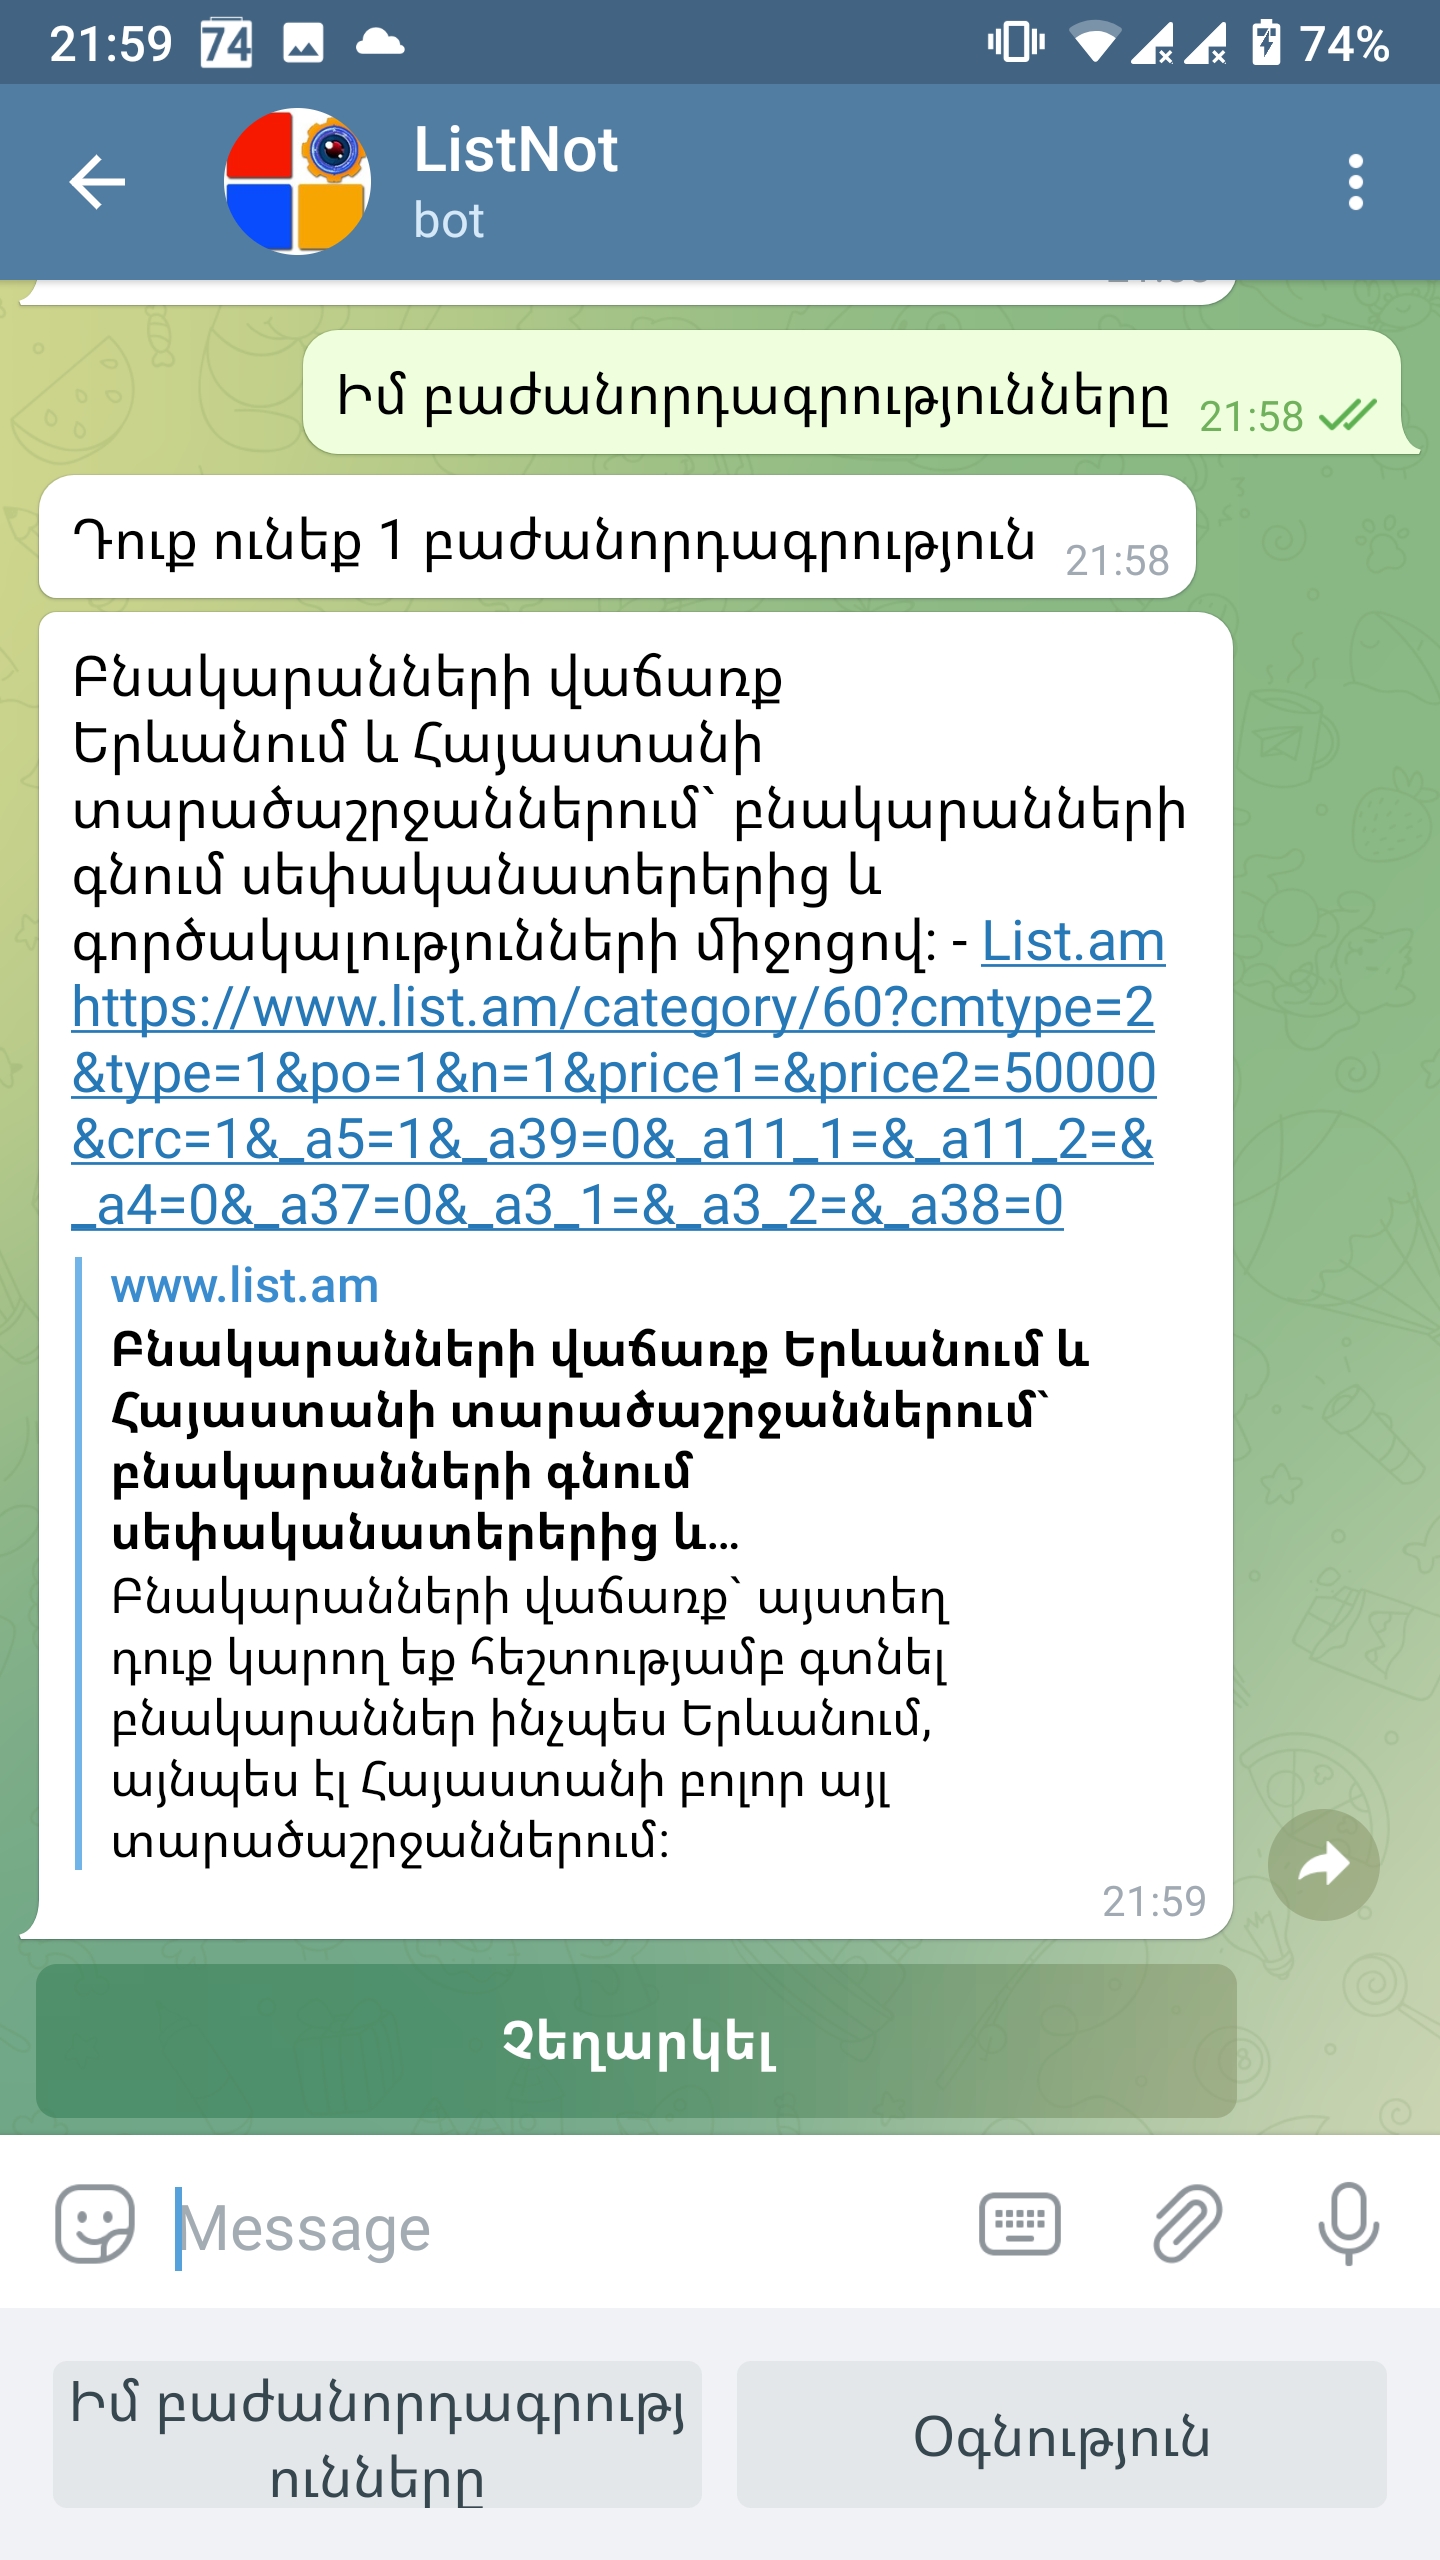 21:59
74
74%
ListNot
bot
Իմ բաժանորդագրությունները 21:58
Դուք ունեք 1 բաժանորդագրություն 21:58
Բնակարանների վաճառք
Երևանում և Հայաստանի
տարածաշրջաններում` բնակարանների
գնում սեփականատերերից և
գործակալությունների միջոցով: - List.am
https://www.list.am/category/60?cmtype=2
&type=1&po=1&n=1&price1=&price2=50000
&crc=1&_a5=1&_a39=0&_a11_1=&_a11_2=&
_a4=0&_a37=0&_a3_1=&_a3_2=&_a38=0
www.list.am
Բնակարանների վաճառք Երևանում և
Հայաստանի տարածաշրջաններում`
բնակարանների գնում
սեփականատերերից և...
Բնակարանների վաճառք` այստեղ
դուք կարող եք հեշտությամբ գտնել
բնակարաններ ինչպես Երևանում,
այնպես էլ Հայաստանի բոլոր այլ
տարածաշրջաններում:
21:59
Չեղարկել
Message
Իմ բաժանորդագրությ
ունները
Օգնություն